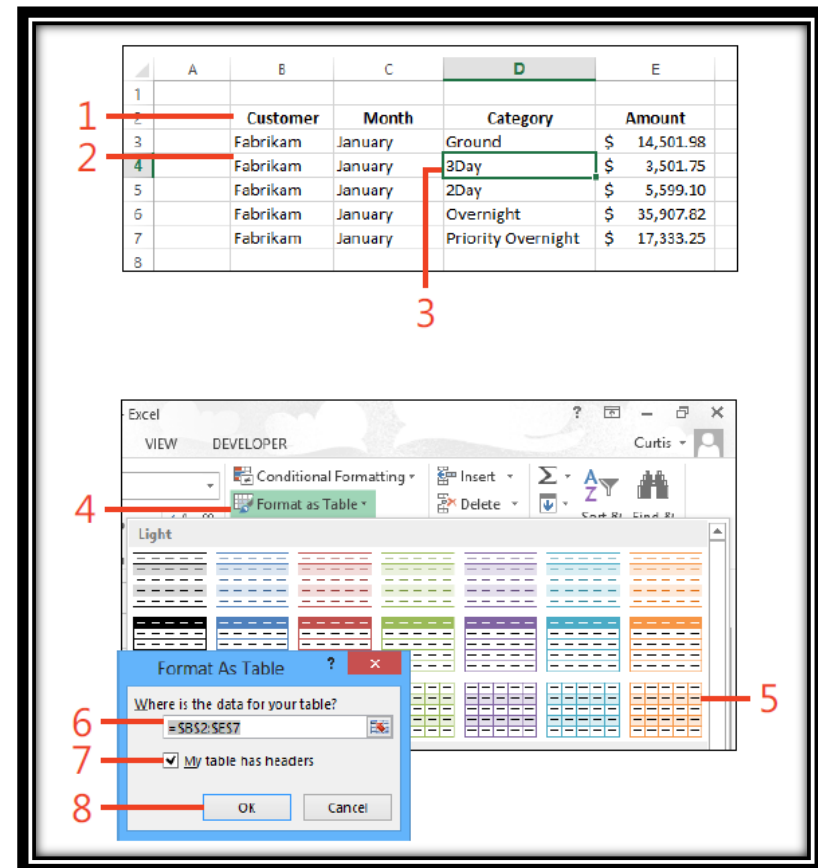 A B C D E
1
1 2 Customer Month Category Amount
3 Fabrikam January Ground $ 14,501.98
2
4 Fabrikam January 3Day $ 3,501.75
5 Fabrikam January 2Day $ 5,599.10
6 Fabrikam January Overnight $ 35,907.82
7 Fabrikam January Priority Overnight $ 17,333.25
8
3
Excel ?
VIEW DEVELOPER Curtis
Conditional Formatting Insert Σ A Z
4 Format as Table Delete
Sort & Find &
Light
5
Format As Table ?
Where is the data for your table?
6 =$B$2:$E$7
7 My table has headers
8 OK Cancel